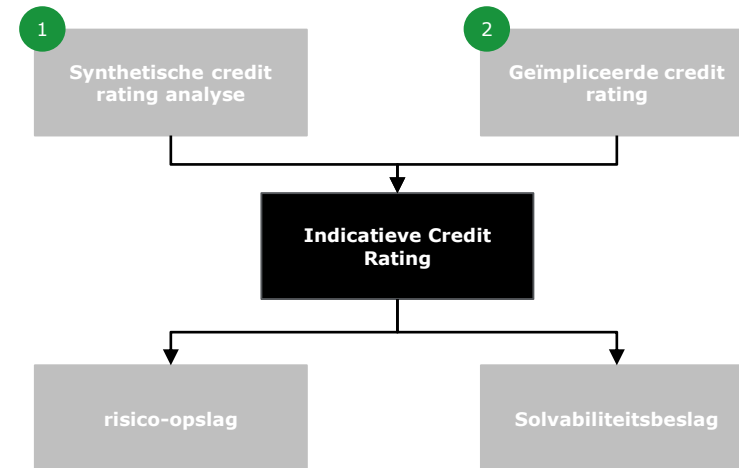 1
Synthetische credit
rating analyse
2
Geïmpliceerde credit
rating
Indicatieve Credit
Rating
risico-opslag
Solvabiliteitsbeslag